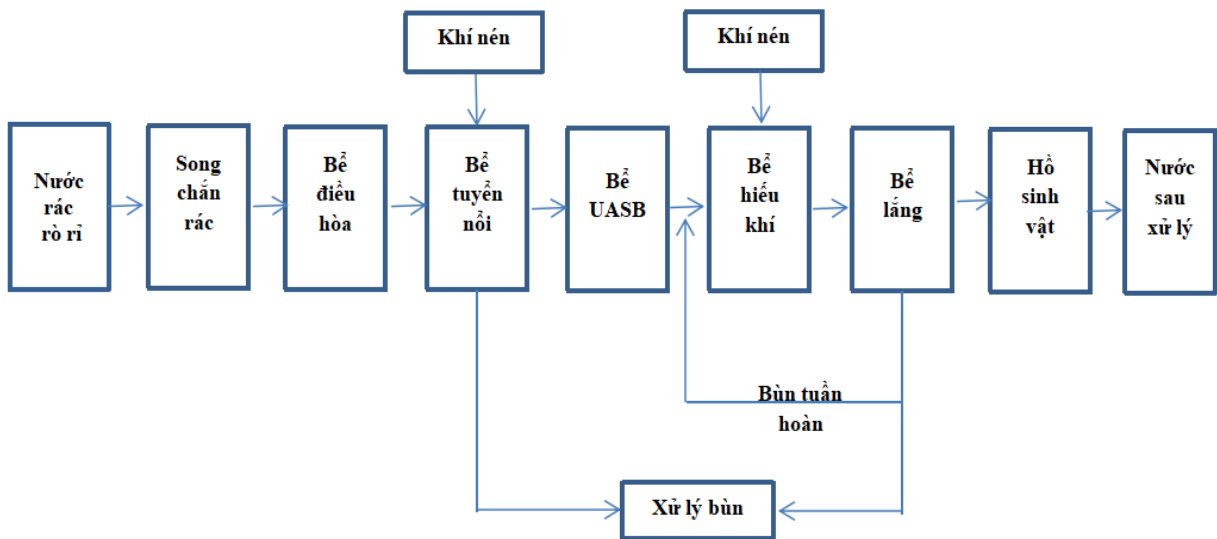 Khí nén
Khí nén
Nước
rác
rò rỉ
Song
chắn
rác
Bể
điều
hòa
Bể
tuyển
nổi
Bể
UASB
Bể
hiếu
khí
Bể
lắng
Hồ
sinh
vật
Nước
sau
xử lý
Bùn tuần
hoàn
Xử lý bùn